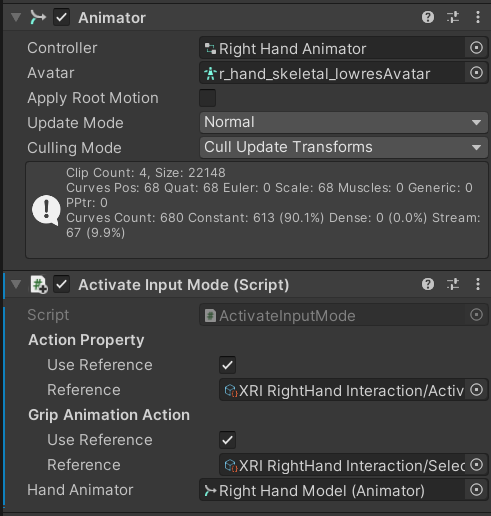 Animator
Controller Right Hand Animator
Avatar r_hand_skeletal_lowresAvatar
Apply Root Motion
Update Mode Normal
Culling Mode Cull Update Transforms
Clip Count: 4, Size: 22148
Curves Pos: 68 Quat: 68 Euler: 0 Scale: 68 Muscles: 0 Generic: 0
PPtr: 0
Curves Count: 680 Constant: 613 (90.1%) Dense: 0 (0.0%) Stream:
67 (9.9%)
Activate Input Mode (Script)
Script ActivateInputMode
Action Property
Use Reference
Reference XRI RightHand Interaction/Activ
Grip Animation Action
Use Reference
Reference XRI RightHand Interaction/Selec
Hand Animator Right Hand Model (Animator)